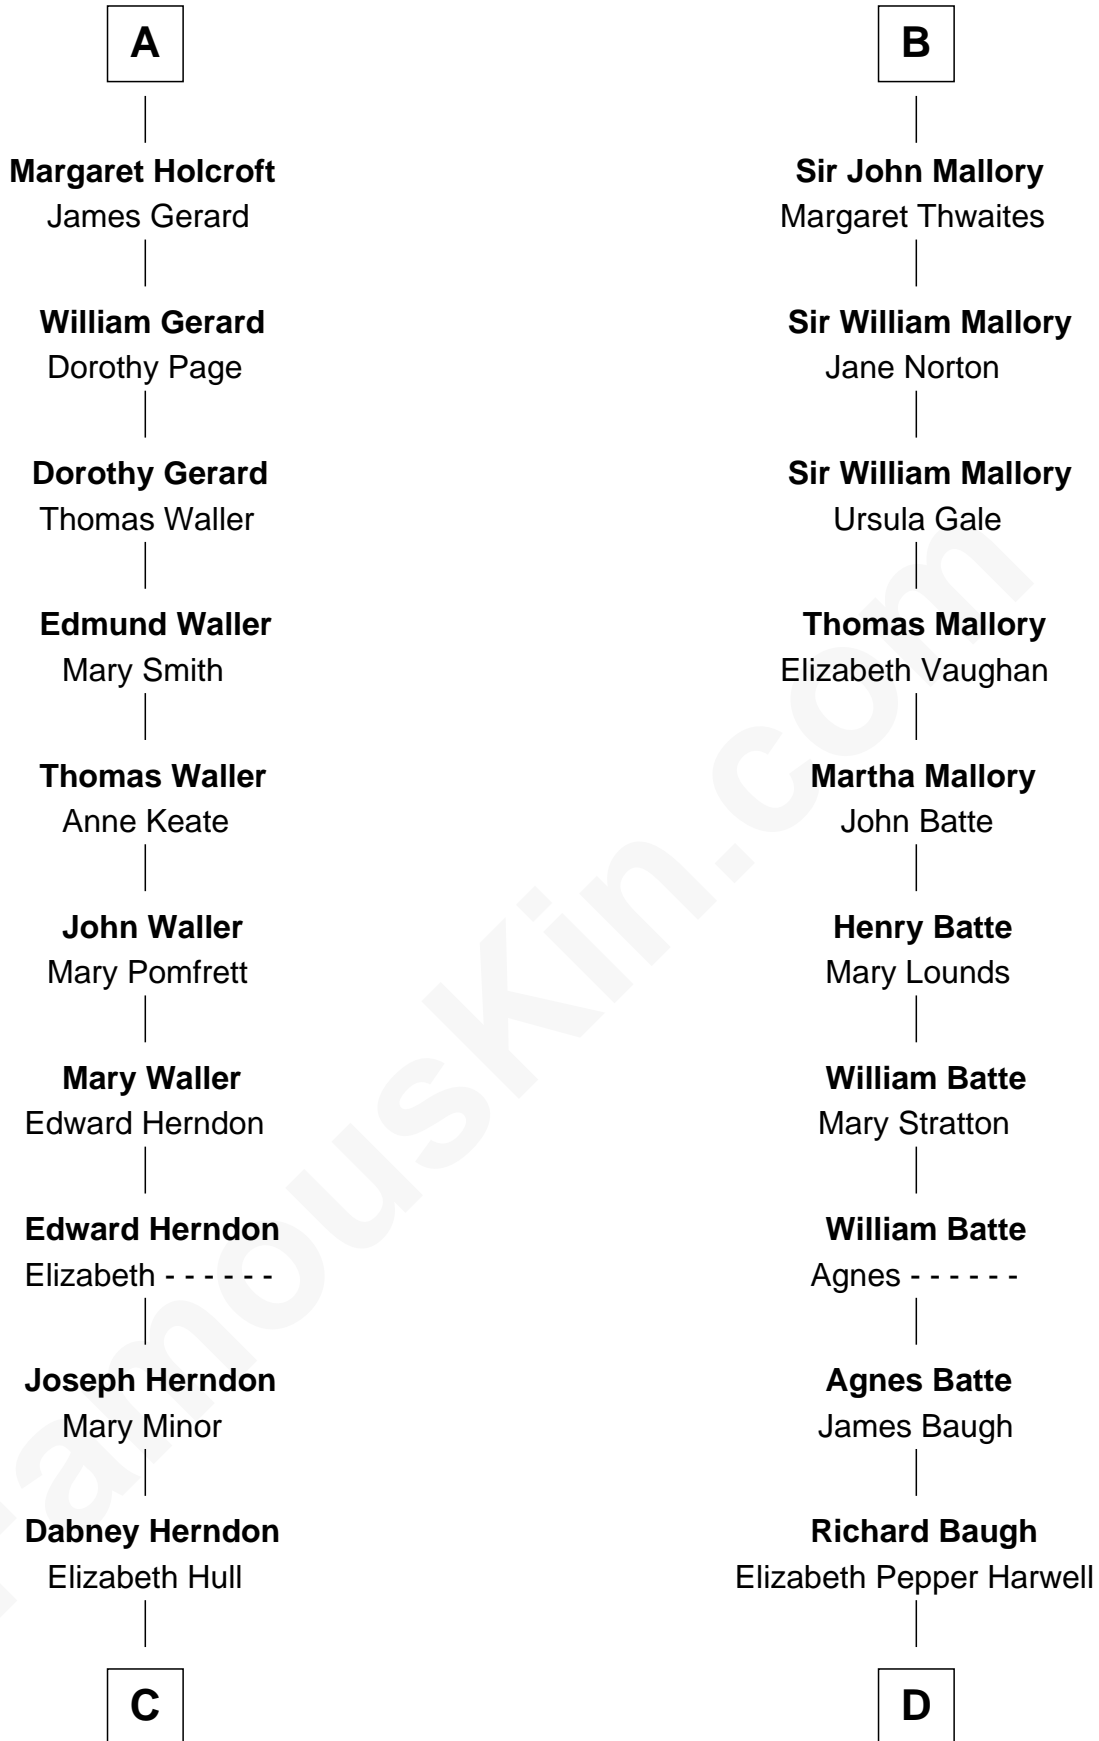 A
Margaret Holcroft
James Gerard
William Gerard
Dorothy Page
Dorothy Gerard
Thomas Waller
Edmund Waller
Mary Smith
Thomas Waller
Anne Keate
John Waller
Mary Pomfrett
Mary Waller
Edward Herndon
Edward Herndon
Elizabeth - - - - - -
Joseph Herndon
Mary Minor
Dabney Herndon
Elizabeth Hull
C
B
Sir John Mallory
Margaret Thwaites
Sir William Mallory
Jane Norton
Sir William Mallory
Ursula Gale
Thomas Mallory
Elizabeth Vaughan
Martha Mallory
John Batte
Henry Batte
Mary Lounds
William Batte
Mary Stratton
William Batte
Agnes - - - - - -
Agnes Batte
James Baugh
Richard Baugh
Elizabeth Pepper Harwell
D
FamousKin.com